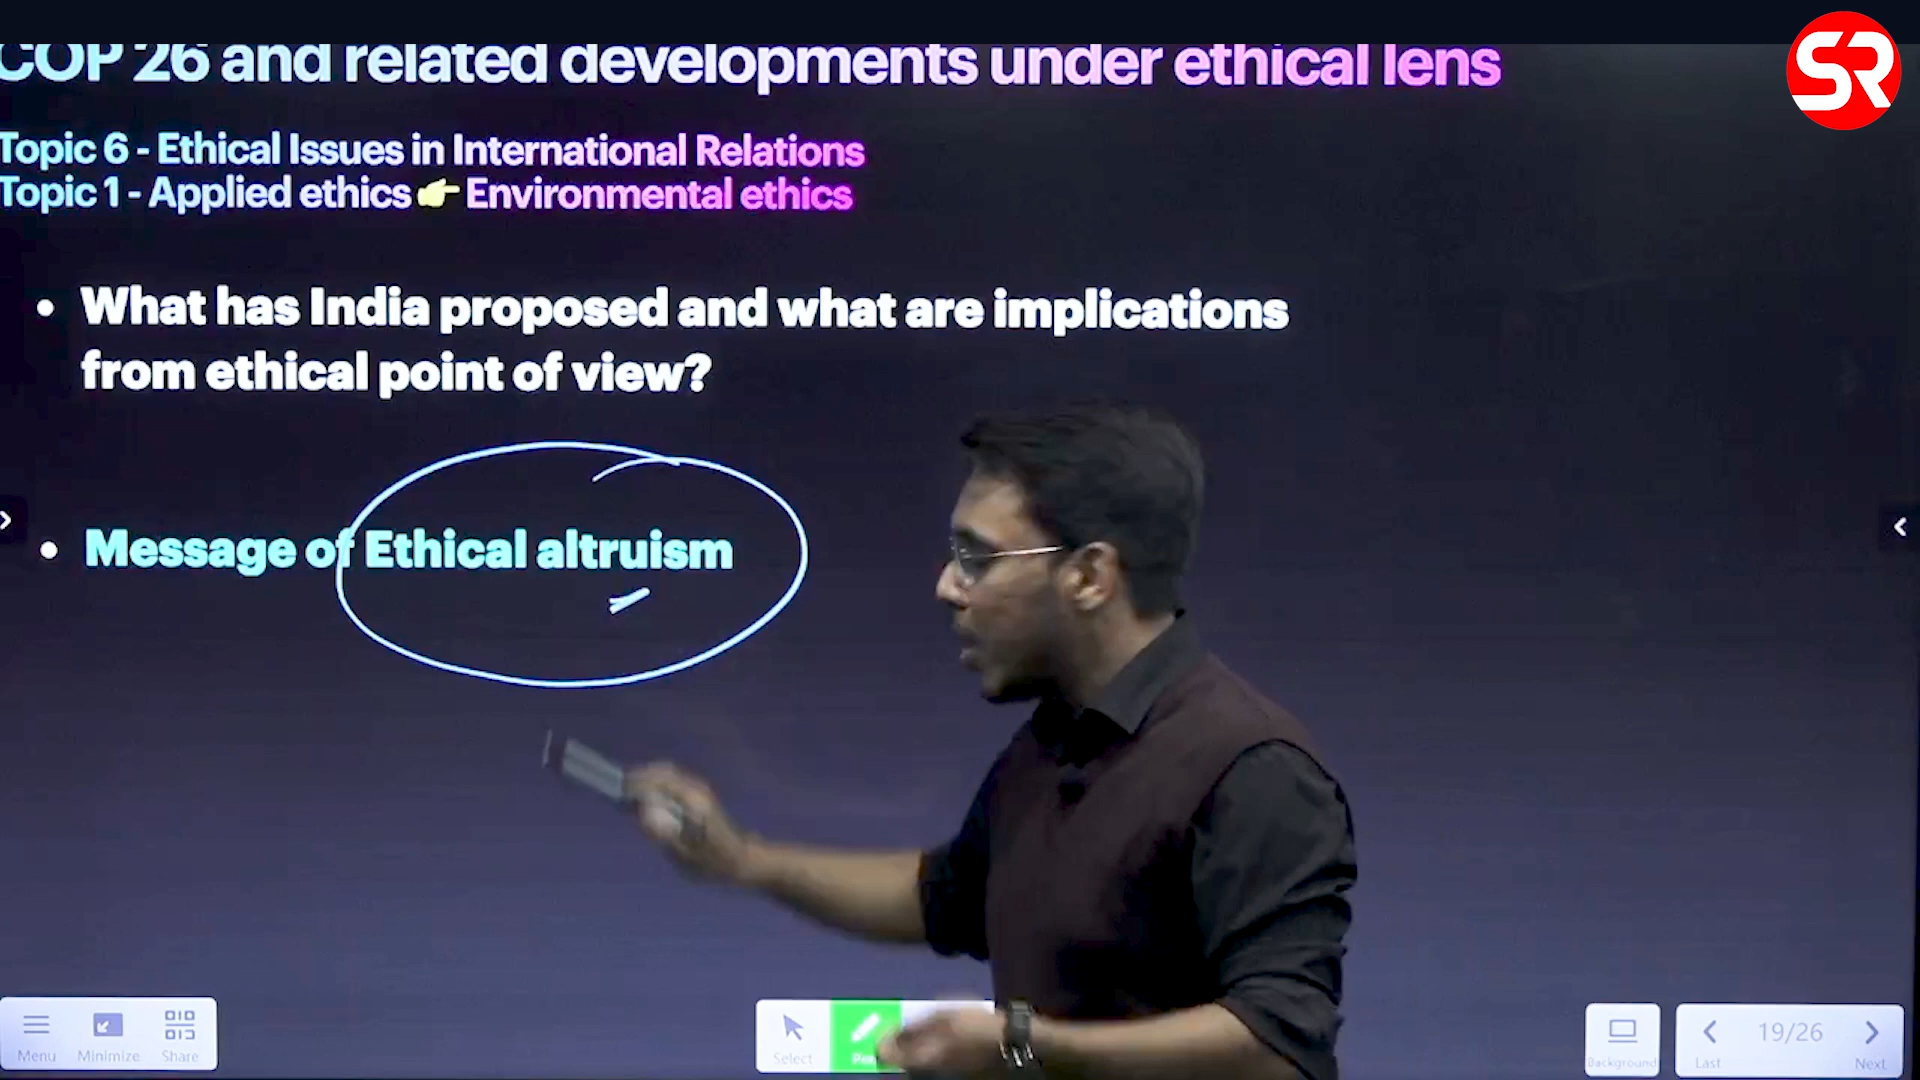 SR
COP 26 and related developments under ethical lens
Topic 6 - Ethical Issues in International Relations
Topic 1 - Applied ethics 👉 Environmental ethics
• What has India proposed and what are implications
from ethical point of view?
• Message of Ethical altruism
Menu Minimize Share
Select
Background
Last 19/26 Next